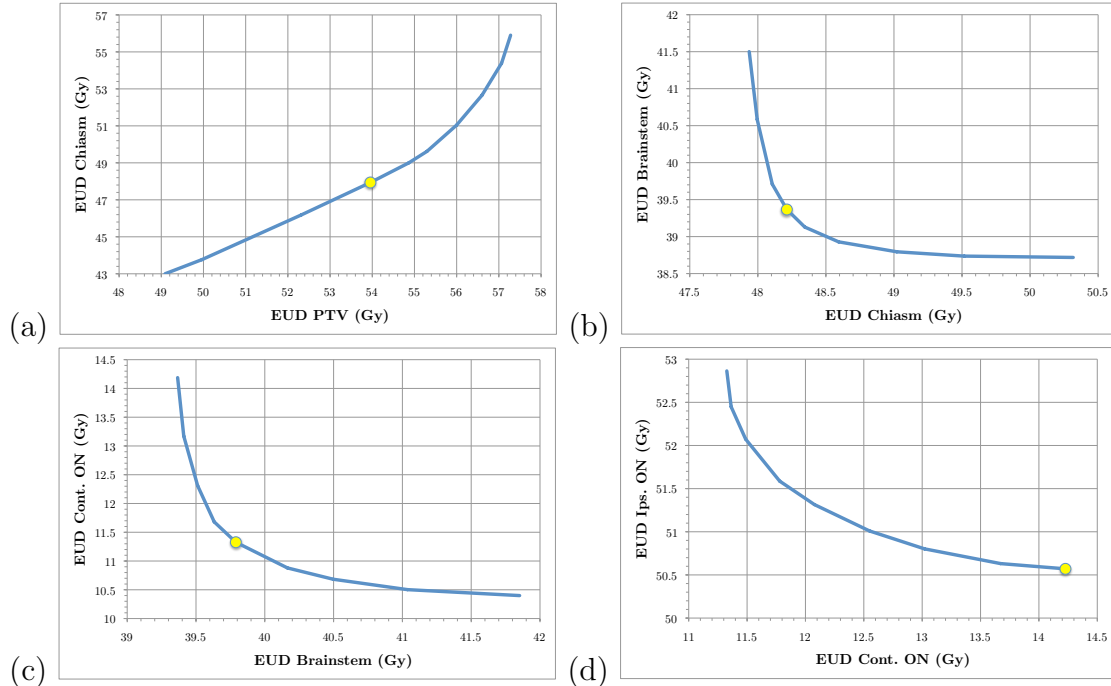 57
55
53
51
49
47
45
43
EUD Chiasm (Gy)
48 49 50 51 52 53 54 55 56 57 58
EUD PTV (Gy)
(a)
42
41.5
41
40.5
40
39.5
39
38.5
EUD Brainstem (Gy)
47.5 48 48.5 49 49.5 50 50.5
EUD Chiasm (Gy)
(b)
14.5
14
13.5
13
12.5
12
11.5
11
10.5
10
EUD Cont. ON (Gy)
39 39.5 40 40.5 41 41.5 42
EUD Brainstem (Gy)
(c)
53
52.5
52
51.5
51
50.5
50
EUD Ips. ON (Gy)
11 11.5 12 12.5 13 13.5 14 14.5
EUD Cont. ON (Gy)
(d)